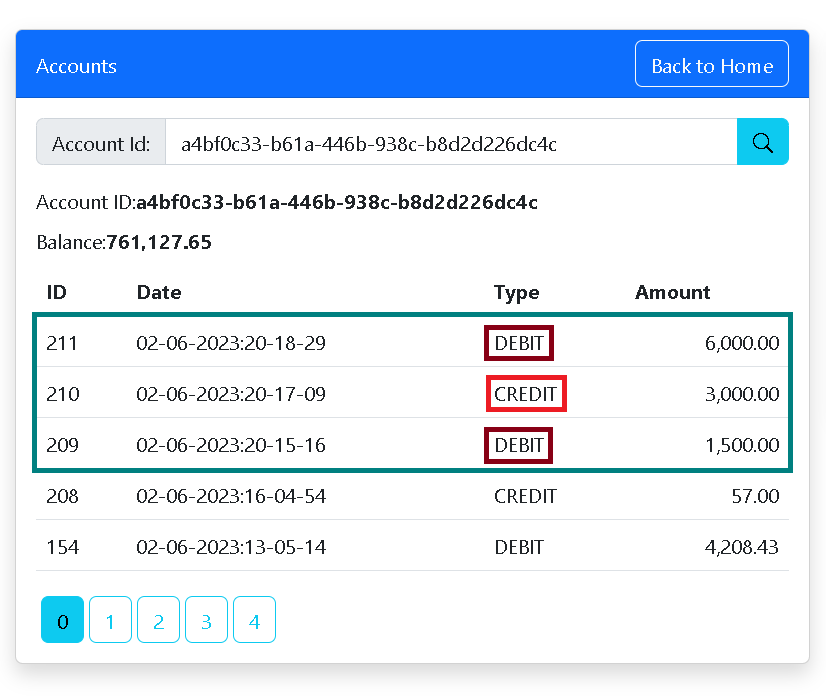 Accounts Back to Home
Account Id: a4bf0c33-b61a-446b-938c-b8d2d226dc4c
Account ID:a4bf0c33-b61a-446b-938c-b8d2d226dc4c
Balance:761,127.65
ID Date Type Amount
211 02-06-2023:20-18-29 DEBIT 6,000.00
210 02-06-2023:20-17-09 CREDIT 3,000.00
209 02-06-2023:20-15-16 DEBIT 1,500.00
208 02-06-2023:16-04-54 CREDIT 57.00
154 02-06-2023:13-05-14 DEBIT 4,208.43
0 1 2 3 4